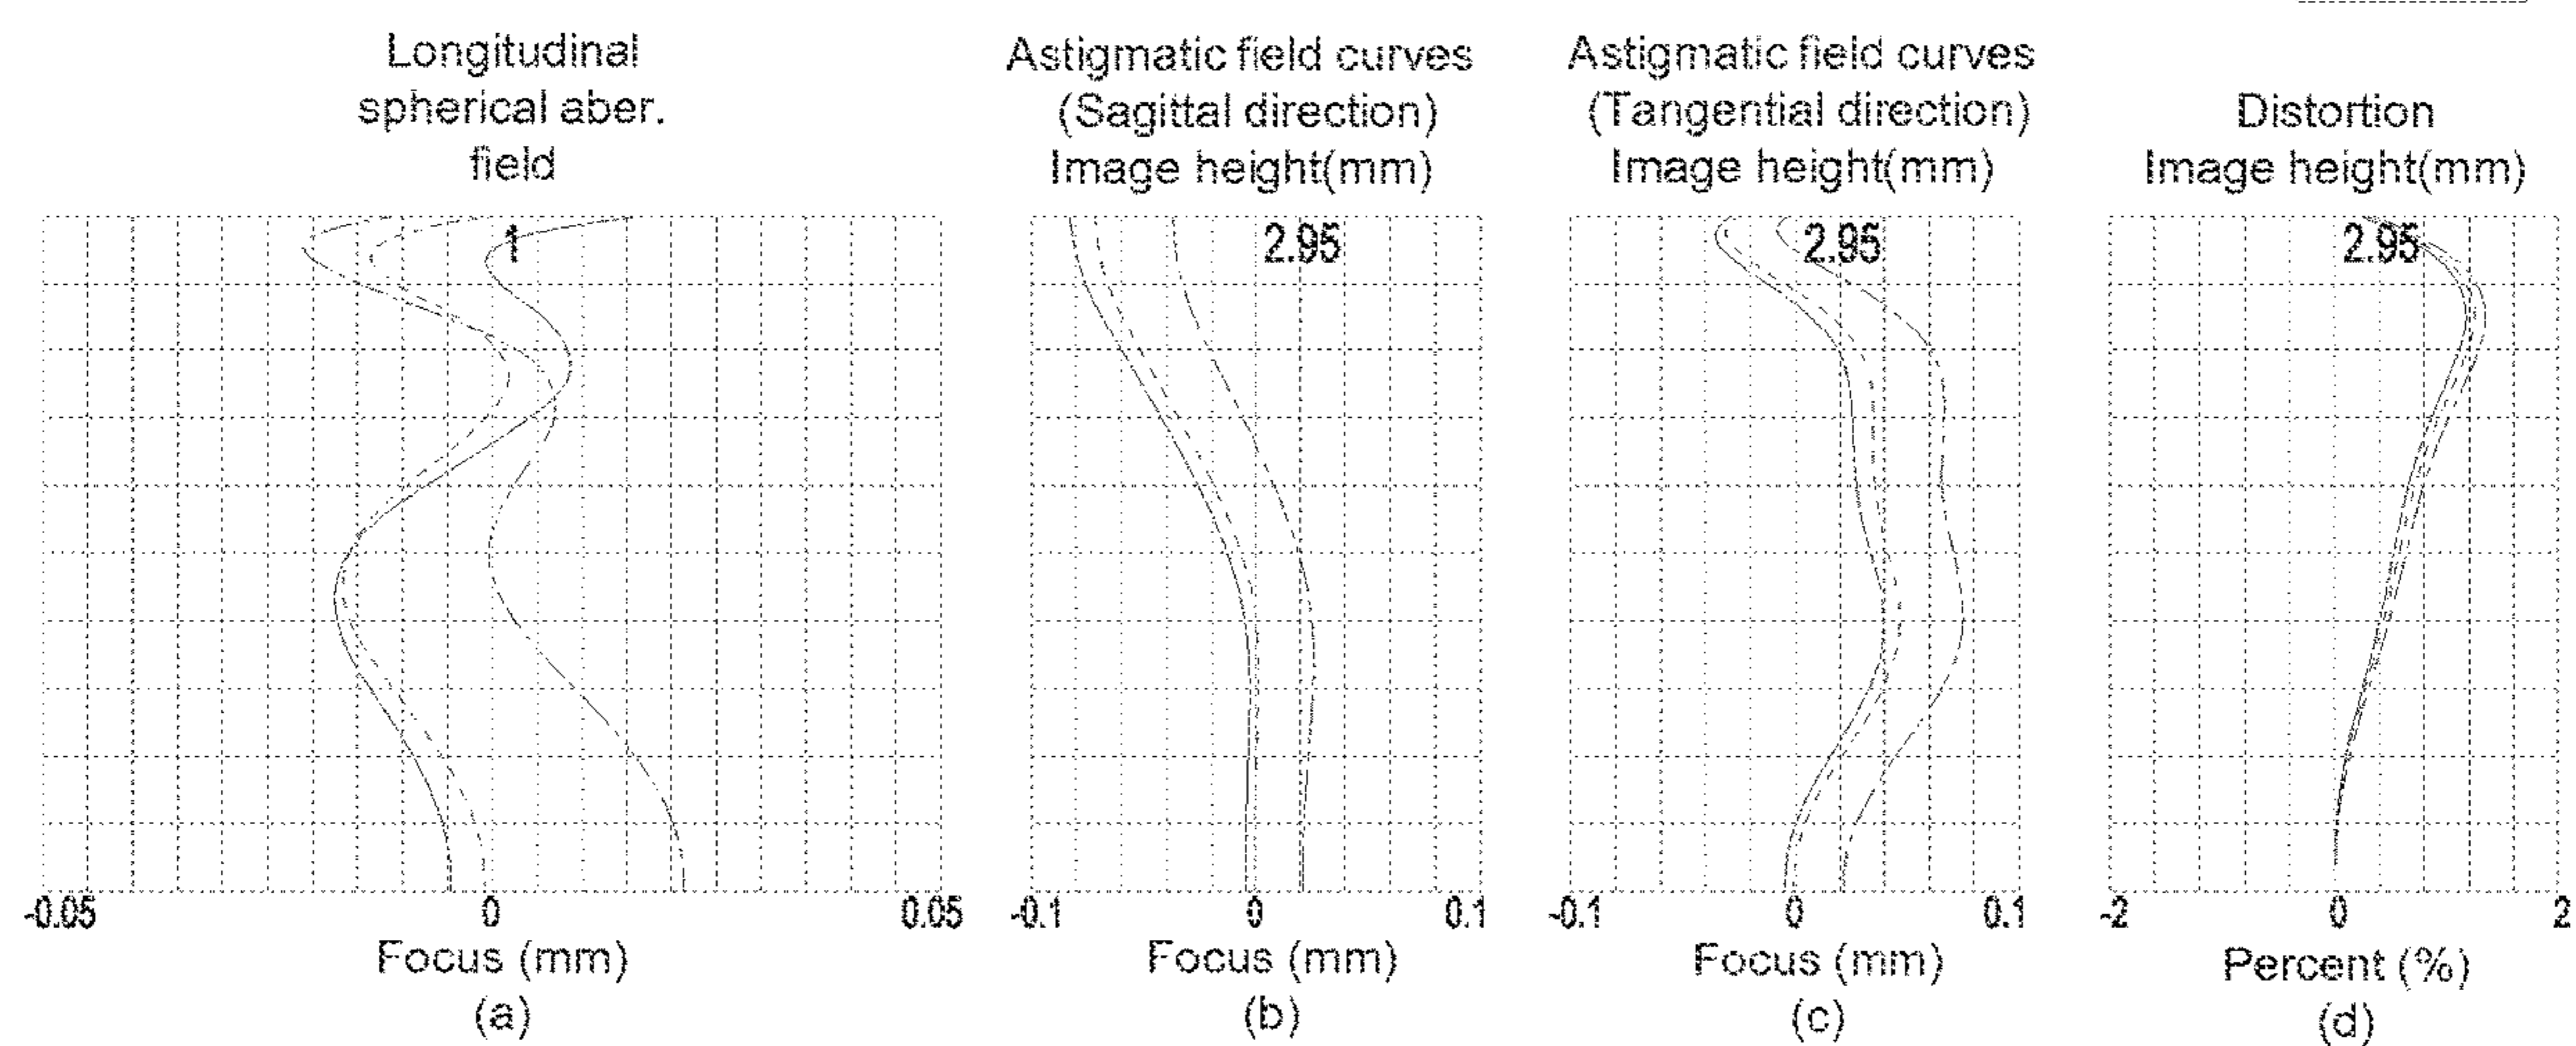 Longitudinal
spherical aber.
field
1
-0.05 0 0.05
Focus (mm)
(a)
Astigmatic field curves
(Sagittal direction)
Image height(mm)
2.95
-0.1 0 0.1
Focus (mm)
(b)
Astigmatic field curves
(Tangential direction)
Image height(mm)
2.95
-0.1 0 0.1
Focus (mm)
(c)
Distortion
Image height(mm)
2.95
-2 0 2
Percent (%)
(d)